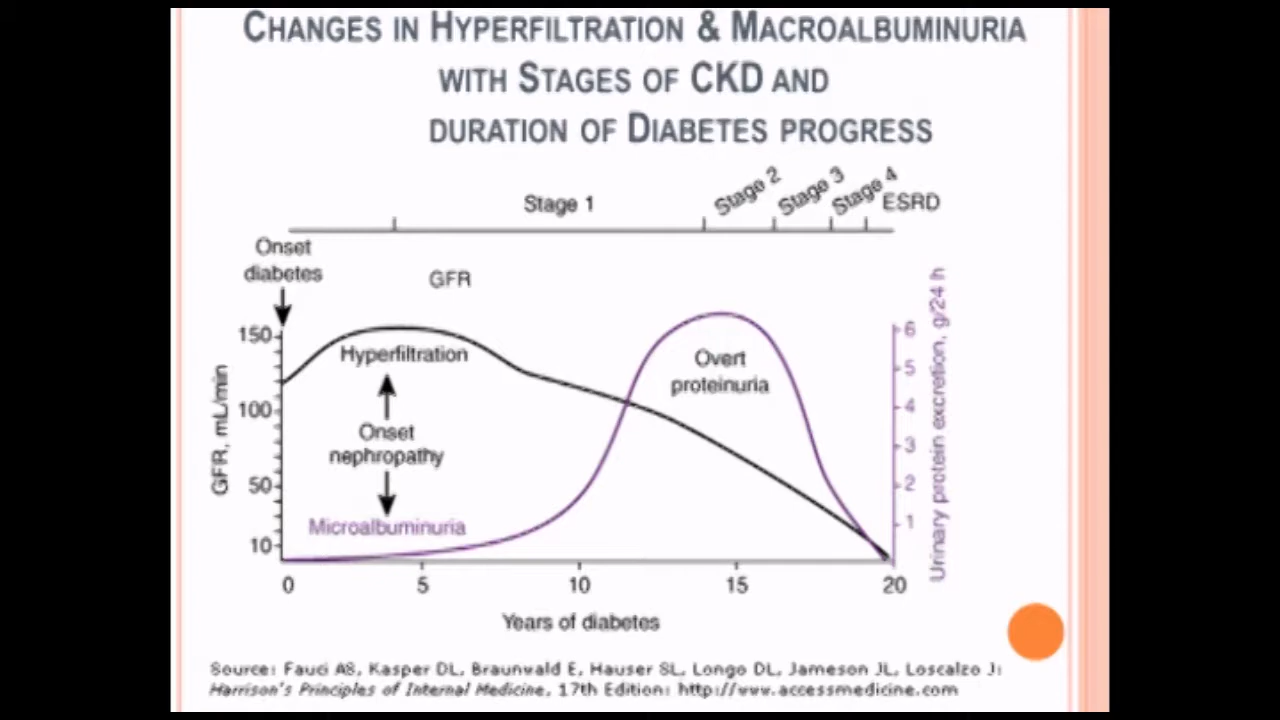 CHANGES IN HYPERFILTRATION & MACROALBUMINURIA
WITH STAGES OF CKD AND
DURATION OF DIABETES PROGRESS
Stage 1
Stage 2
Stage 3
Stage 4
ESRD
Onset
diabetes
GFR
150
100
50
10
GFR, mL/min
Hyperfiltration
Onset
nephropathy
Microalbuminuria
Overt
proteinuria
6
5
4
3
2
1
Urinary protein excretion, g/24 h
0 5 10 15 20
Years of diabetes
Source: Fauci AS, Kasper DL, Braunwald E, Hauser SL, Longo DL, Jameson JL, Loscalzo J:
Harrison's Principles of Internal Medicine, 17th Edition: http://www.accessmedicine.com